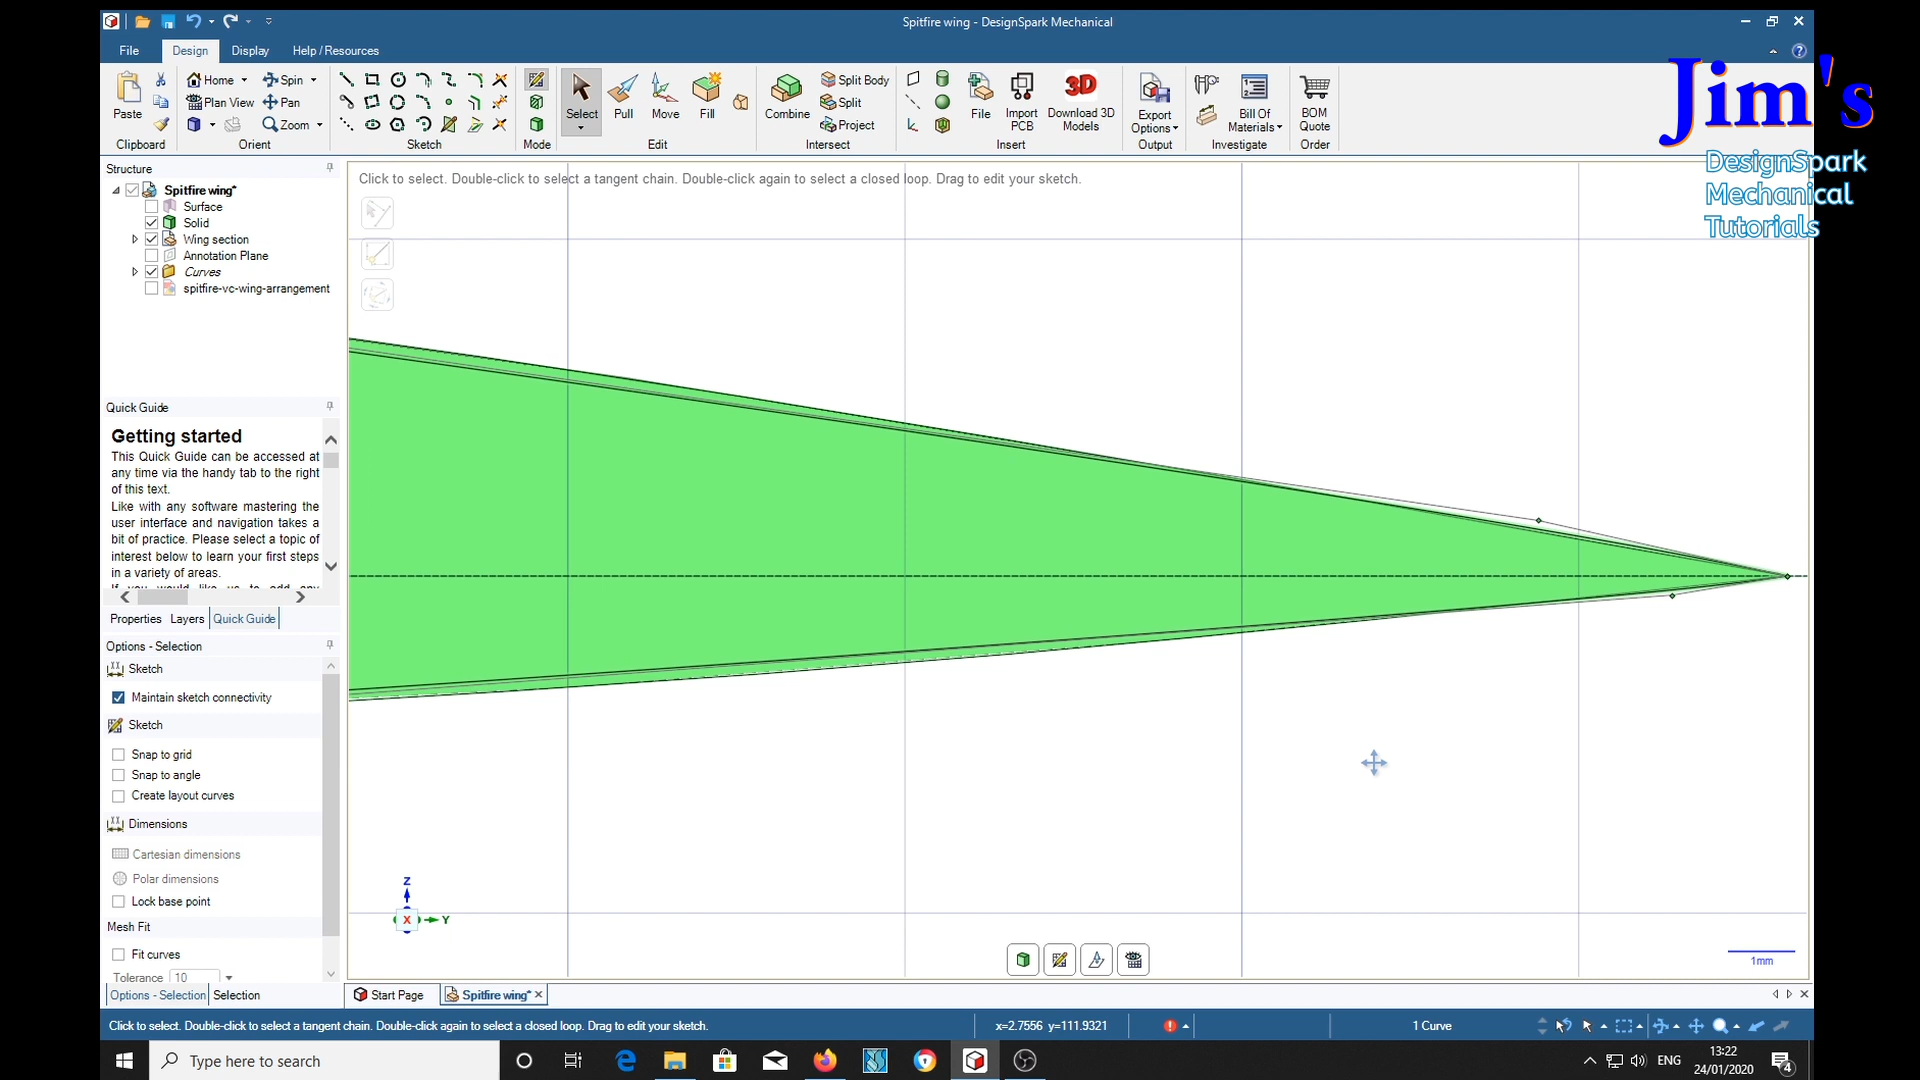 Spitfire wing - DesignSpark Mechanical
File
Design
Display
Help / Resources
Paste
Clipboard
Home
Plan View
Spin
Pan
Zoom
Orient
Sketch
Mode
Select
Pull
Move
Fill
Edit
Combine
Split Body
Split
Project
Intersect
File
Import
PCB
Download 3D
Models
3D
Insert
Export
Options
Output
Bill Of
Materials
Investigate
BOM
Quote
Order
Jim's
DesignSpark
Mechanical
Tutorials
Structure
Spitfire wing*
Surface
Solid
Wing section
Annotation Plane
Curves
spitfire-vc-wing-arrangement
Click to select. Double-click to select a tangent chain. Double-click again to select a closed loop. Drag to edit your sketch.
Quick Guide
Getting started
This Quick Guide can be accessed at
any time via the handy tab to the right
of this text.
Like with any software mastering the
user interface and navigation takes a
bit of practice. Please select a topic of
interest below to learn your first steps
in a variety of areas.
Properties
Layers
Quick Guide
Options - Selection
Sketch
Maintain sketch connectivity
Sketch
Snap to grid
Snap to angle
Create layout curves
Dimensions
Cartesian dimensions
Polar dimensions
Lock base point
Mesh Fit
Fit curves
Tolerance 10
Options - Selection
Selection
Z
X
Y
1mm
Start Page
Spitfire wing*
Click to select. Double-click to select a tangent chain. Double-click again to select a closed loop. Drag to edit your sketch.
x=2.7556 y=111.9321
1 Curve
Type here to search
ENG
13:22
24/01/2020
4